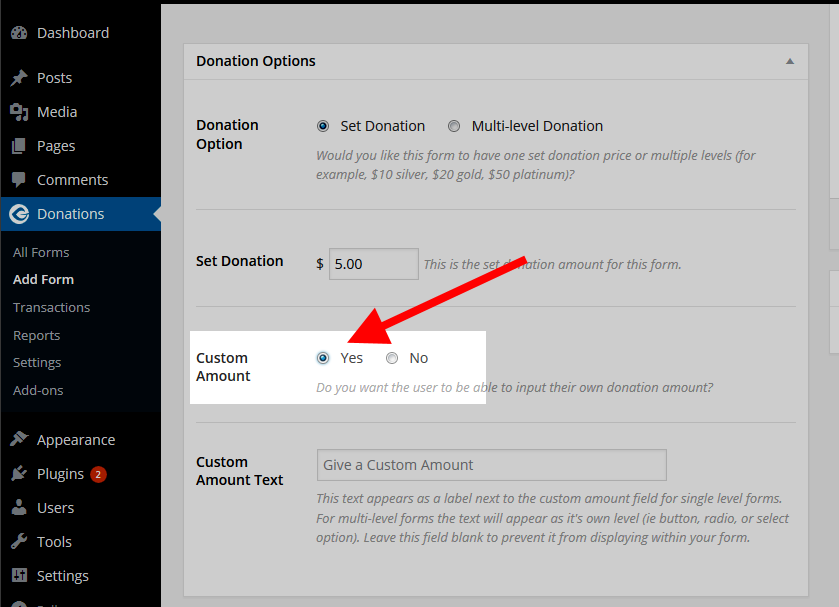 Dashboard
Posts
Media
Pages
Comments
Donations
All Forms
Add Form
Transactions
Reports
Settings
Add-ons
Appearance
Plugins 2
Users
Tools
Settings
Donation Options
Donation
Option
Set Donation Multi-level Donation
Would you like this form to have one set donation price or multiple levels (for
example, $10 silver, $20 gold, $50 platinum)?
Set Donation
$ 5.00 This is the set donation amount for this form.
Custom
Amount
Yes No
Do you want the user to be able to input their own donation amount?
Custom
Amount Text
Give a Custom Amount
This text appears as a label next to the custom amount field for single level forms.
For multi-level forms the text will appear as it's own level (ie button, radio, or select
option). Leave this field blank to prevent it from displaying within your form.